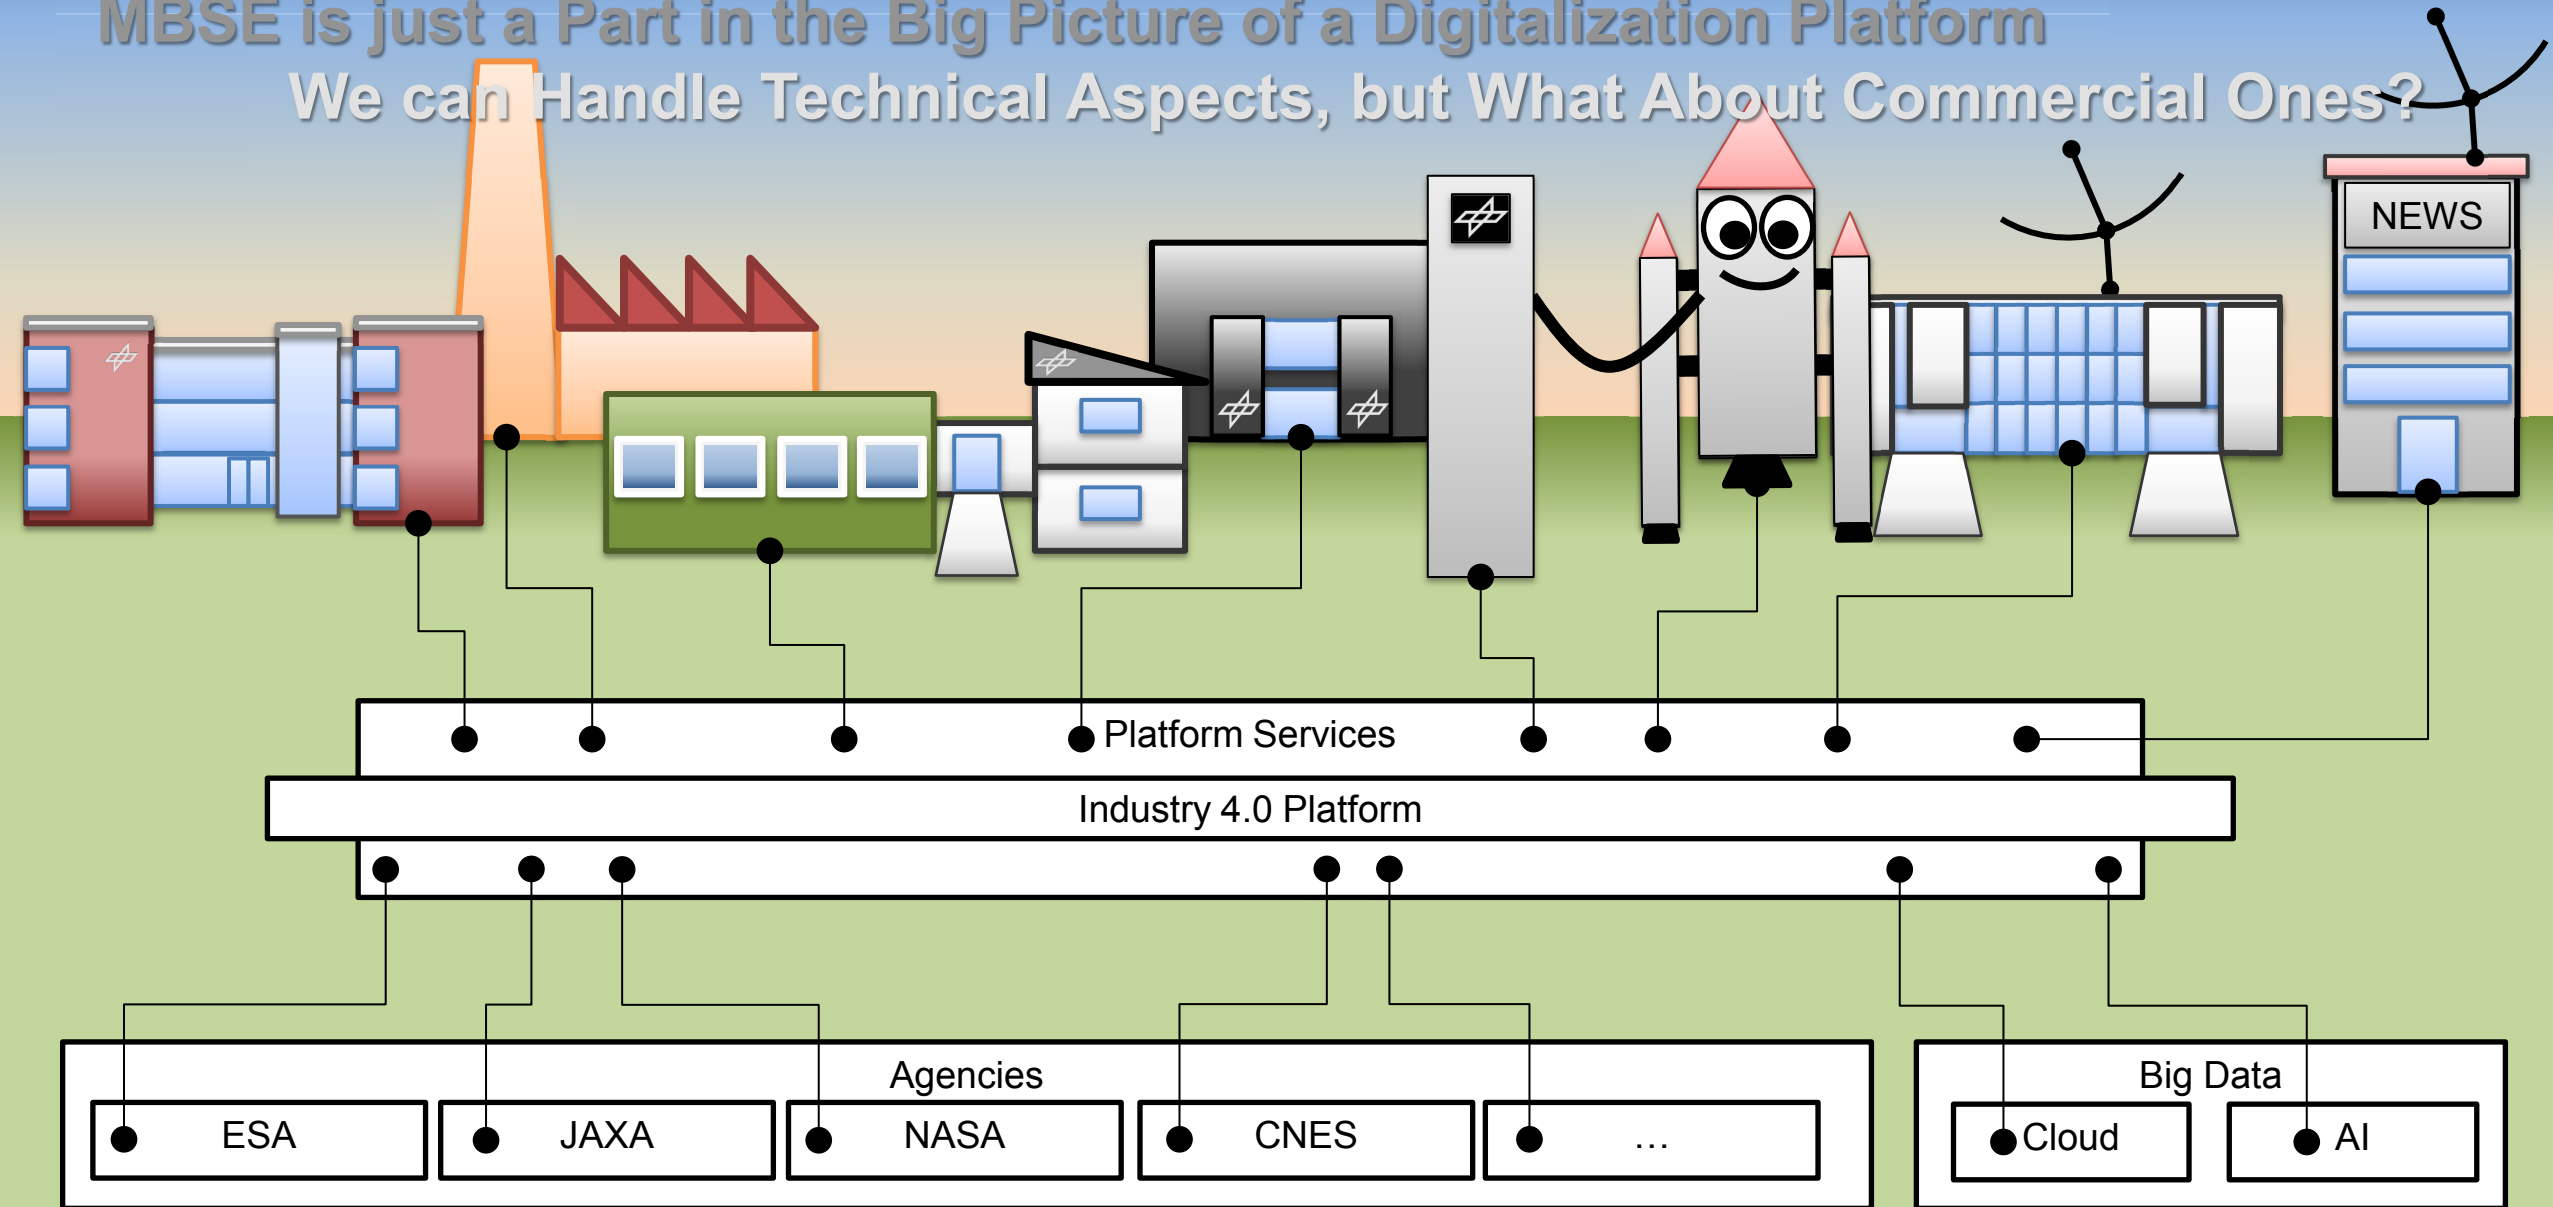 MBSE is just a Part in the Big Picture of a Digitalization Platform
We can Handle Technical Aspects, but What About Commercial Ones?
NEWS
Platform Services
Industry 4.0 Platform
Agencies
ESA
JAXA
NASA
CNES
...
Big Data
Cloud
AI